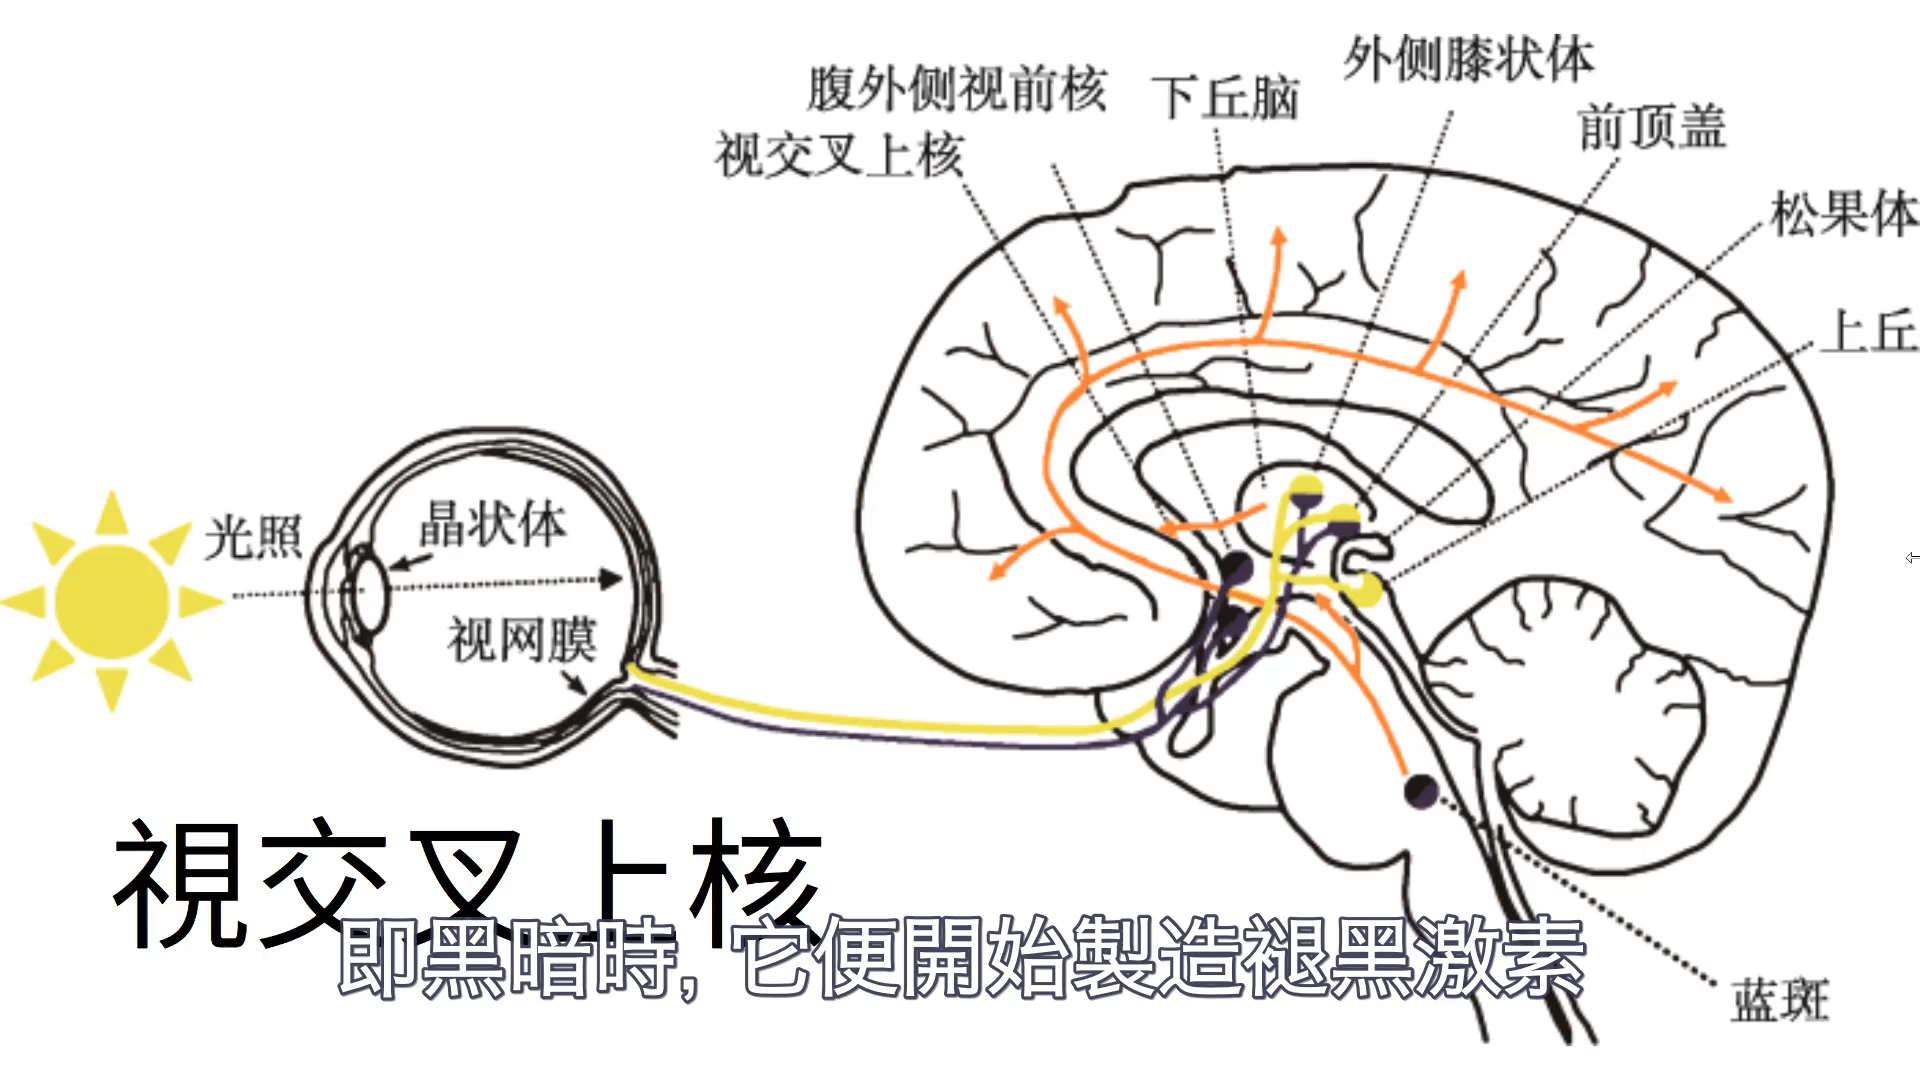 外侧膝状体
腹外侧视前核
下丘脑
前顶盖
视交叉上核
松果体
上丘
光照
晶状体
视网膜
視交叉上核
即黑暗時, 它便開始製造褪黑激素
蓝斑